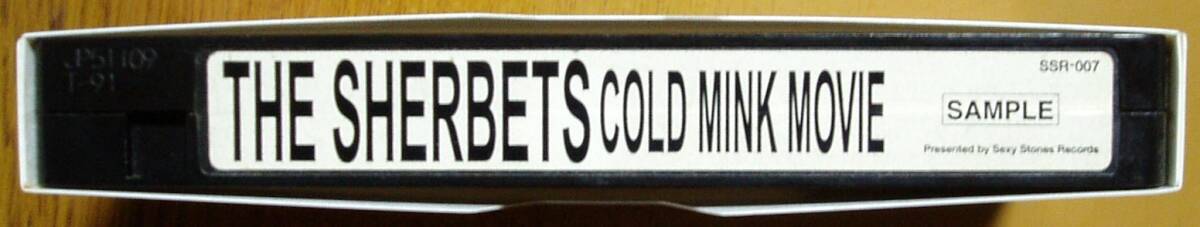 JP51109
T-91
THE SHERBETS COLD MINK MOVIE
SSR-007
SAMPLE
Presented by Sexy Stones Records